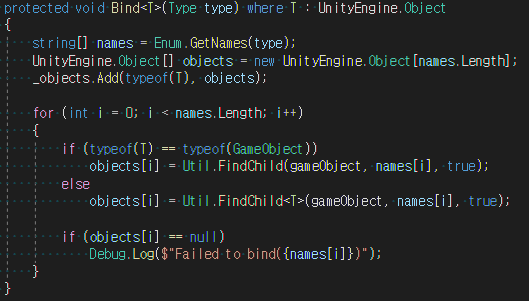 protected void Bind<T>(Type type) where T : UnityEngine.Object
{
    string[] names = Enum.GetNames(type);
    UnityEngine.Object[] objects = new UnityEngine.Object[names.Length];
    _objects.Add(typeof(T), objects);

    for (int i = 0; i < names.Length; i++)
    {
        if (typeof(T) == typeof(GameObject))
            objects[i] = Util.FindChild(gameObject, names[i], true);
        else
            objects[i] = Util.FindChild<T>(gameObject, names[i], true);

        if (objects[i] == null)
            Debug.Log($"Failed to bind({names[i]})");
    }
}